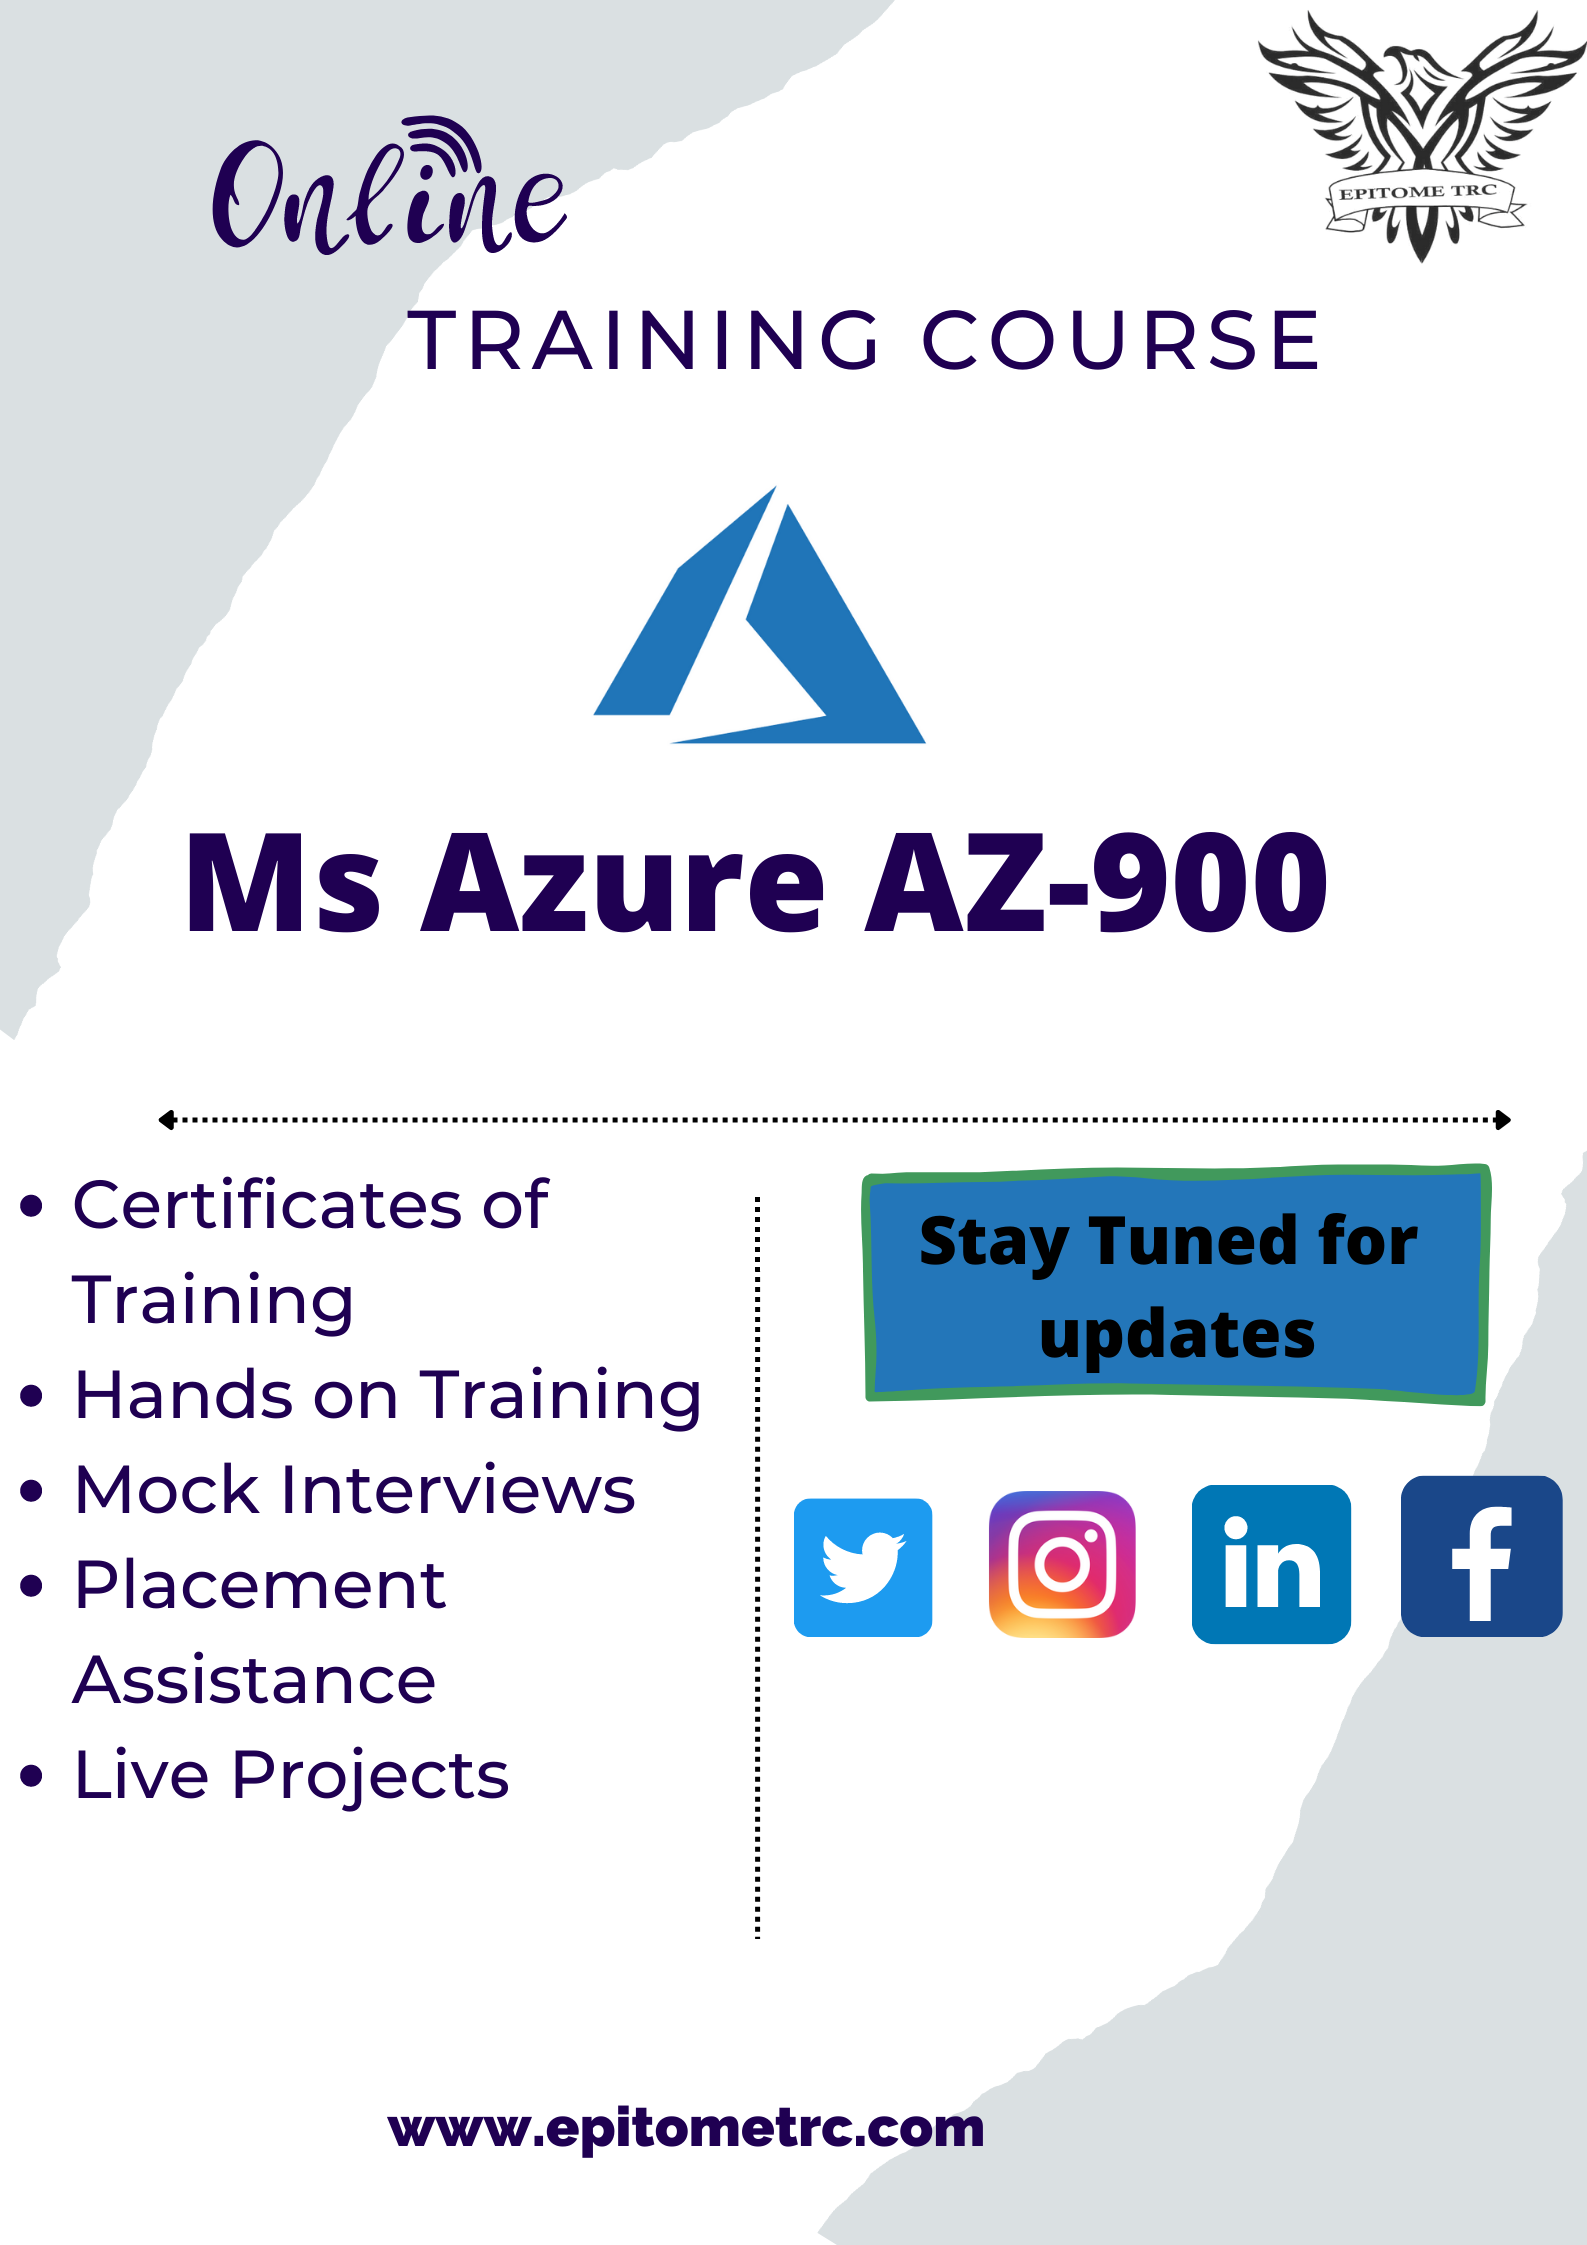 Online
EPITOME TRC
TRAINING COURSE
Ms Azure AZ-900
• Certificates of
Training
• Hands on Training
• Mock Interviews
• Placement
Assistance
• Live Projects
Stay Tuned for
updates
in
f
www.epitometrc.com